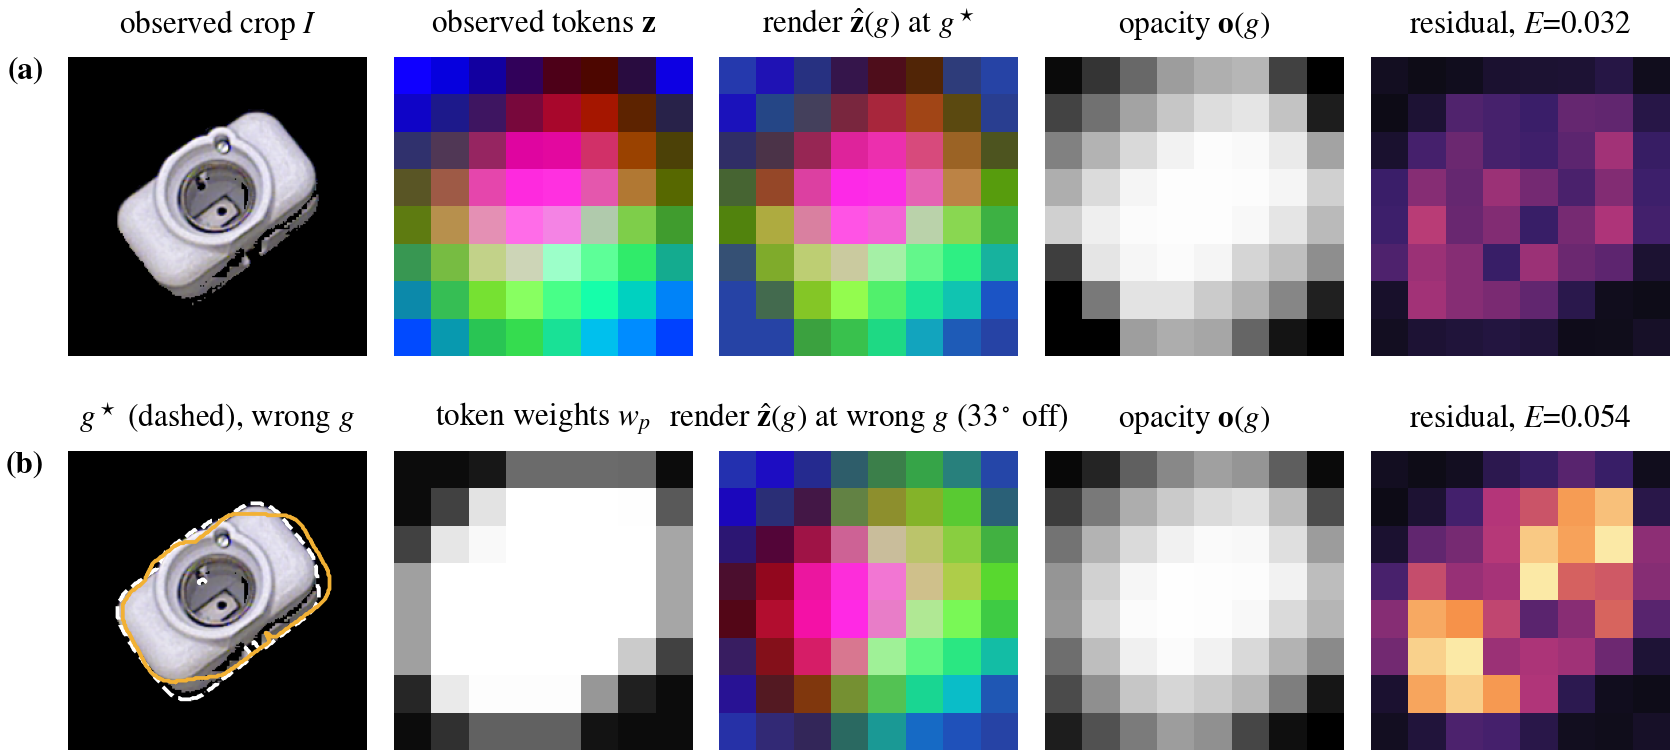 observed crop I
observed tokens z
render ẑ(g) at g⋆
opacity o(g)
residual, E=0.032
(a)
g⋆ (dashed), wrong g
token weights wₚ
render ẑ(g) at wrong g (33° off)
opacity o(g)
residual, E=0.054
(b)